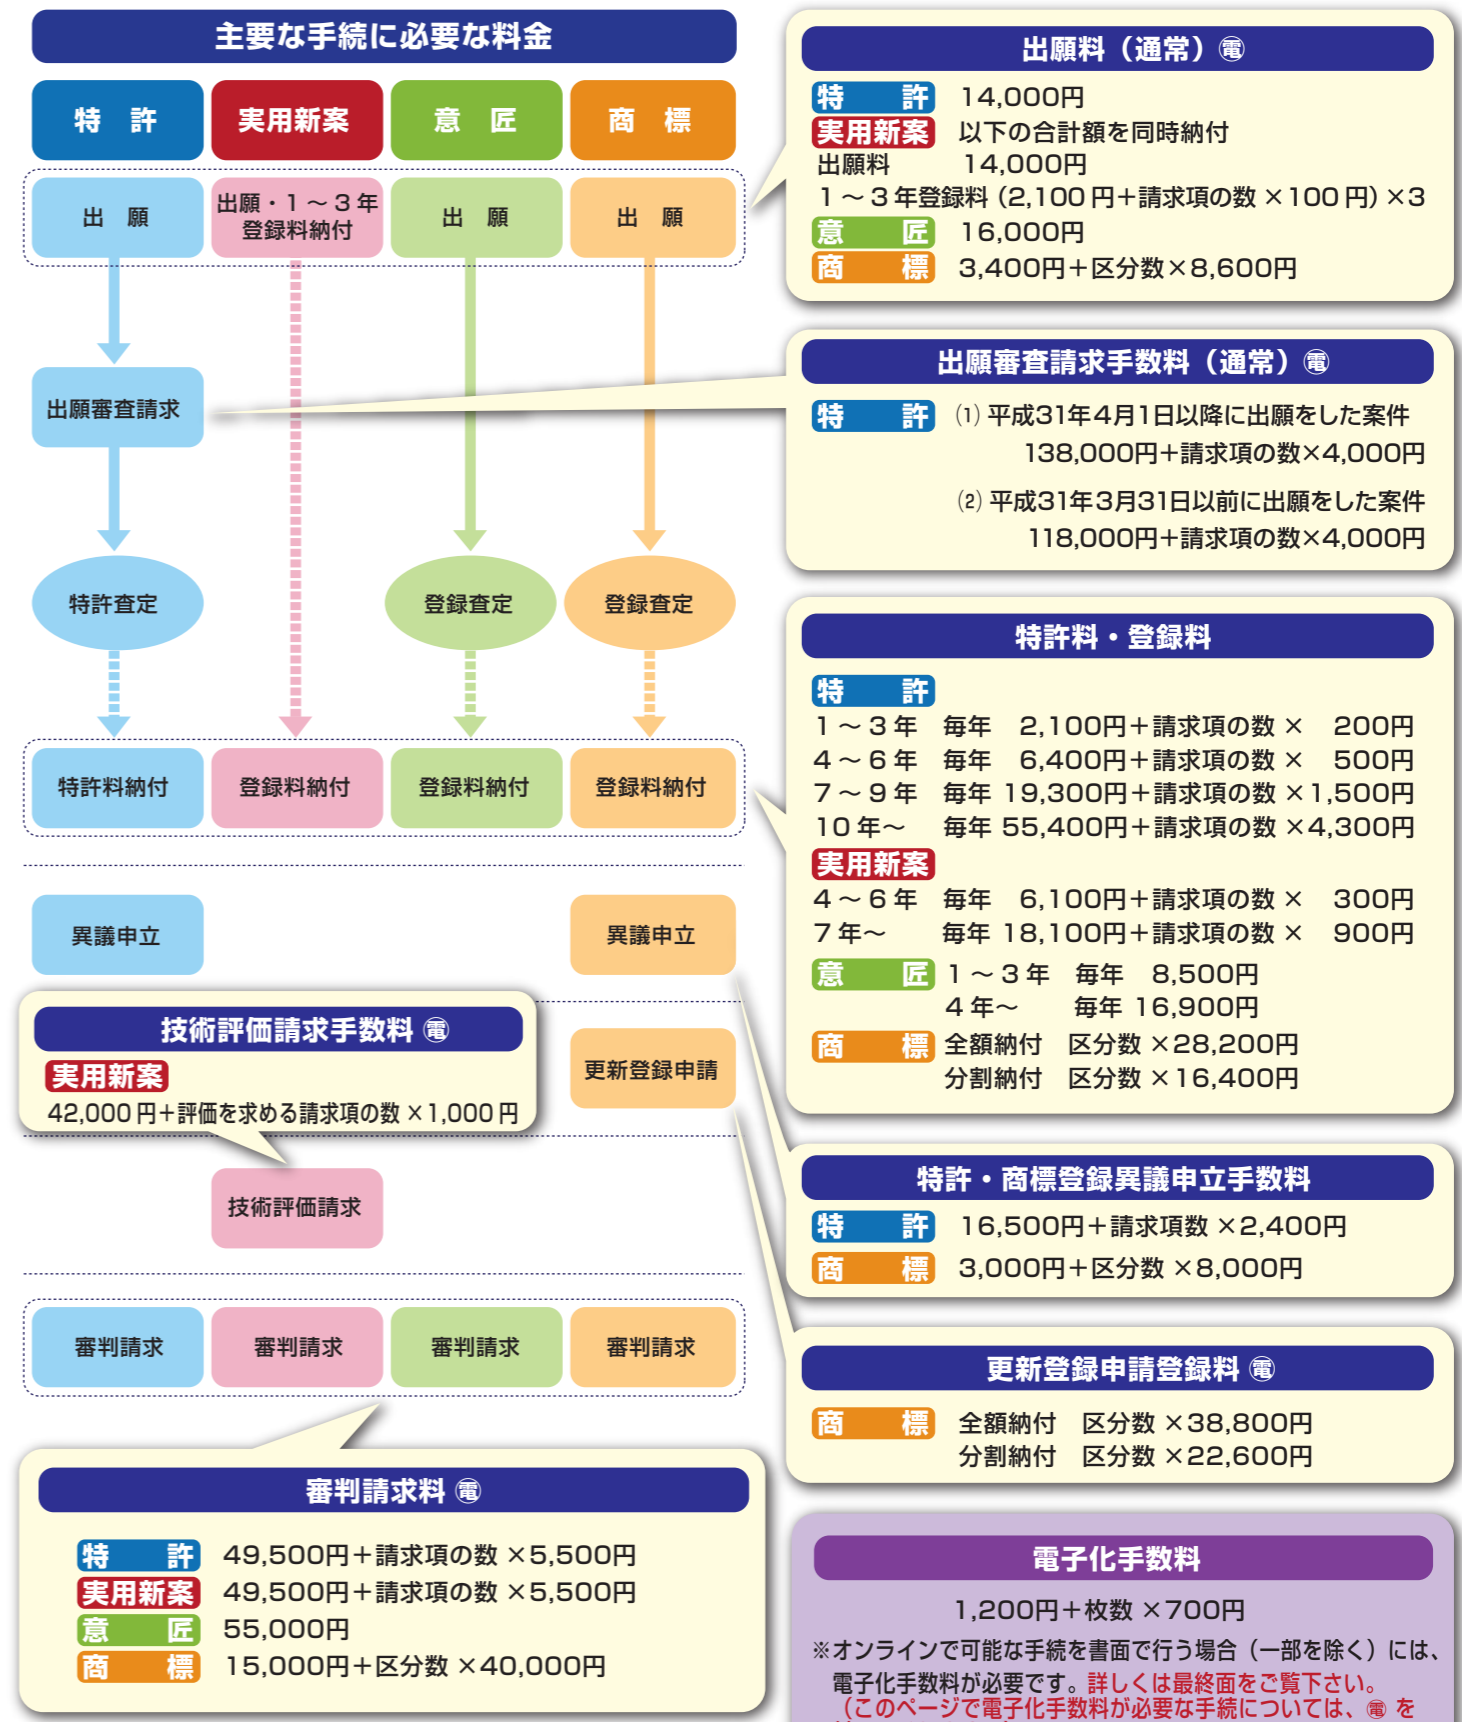 主要な手続に必要な料金
特許 実用新案 意匠 商標
出願 出願・1～3年登録料納付 出願 出願
出願審査請求
特許査定 登録査定 登録査定
特許料納付 登録料納付 登録料納付 登録料納付
異議申立 異議申立
更新登録申請
技術評価請求手数料 ㊢
実用新案
42,000円＋評価を求める請求項の数×1,000円
技術評価請求
審判請求 審判請求 審判請求 審判請求
審判請求料 ㊢
特許 49,500円＋請求項の数×5,500円
実用新案 49,500円＋請求項の数×5,500円
意匠 55,000円
商標 15,000円＋区分数×40,000円
出願料（通常）㊢
特許 14,000円
実用新案 以下の合計額を同時納付
出願料 14,000円
1～3年登録料（2,100円＋請求項の数×100円）×3
意匠 16,000円
商標 3,400円＋区分数×8,600円
出願審査請求手数料（通常）㊢
特許 (1) 平成31年4月1日以降に出願をした案件
138,000円＋請求項の数×4,000円
(2) 平成31年3月31日以前に出願をした案件
118,000円＋請求項の数×4,000円
特許料・登録料
特許
1～3年 毎年 2,100円＋請求項の数× 200円
4～6年 毎年 6,400円＋請求項の数× 500円
7～9年 毎年 19,300円＋請求項の数×1,500円
10年～ 毎年 55,400円＋請求項の数×4,300円
実用新案
4～6年 毎年 6,100円＋請求項の数× 300円
7年～ 毎年 18,100円＋請求項の数× 900円
意匠 1～3年 毎年 8,500円
4年～ 毎年 16,900円
商標 全額納付 区分数×28,200円
分割納付 区分数×16,400円
特許・商標登録異議申立手数料
特許 16,500円＋請求項数×2,400円
商標 3,000円＋区分数×8,000円
更新登録申請登録料 ㊢
商標 全額納付 区分数×38,800円
分割納付 区分数×22,600円
電子化手数料
1,200円＋枚数×700円
※オンラインで可能な手続を書面で行う場合（一部を除く）には、
電子化手数料が必要です。詳しくは最終面をご覧下さい。
（このページで電子化手数料が必要な手続については、㊢ を